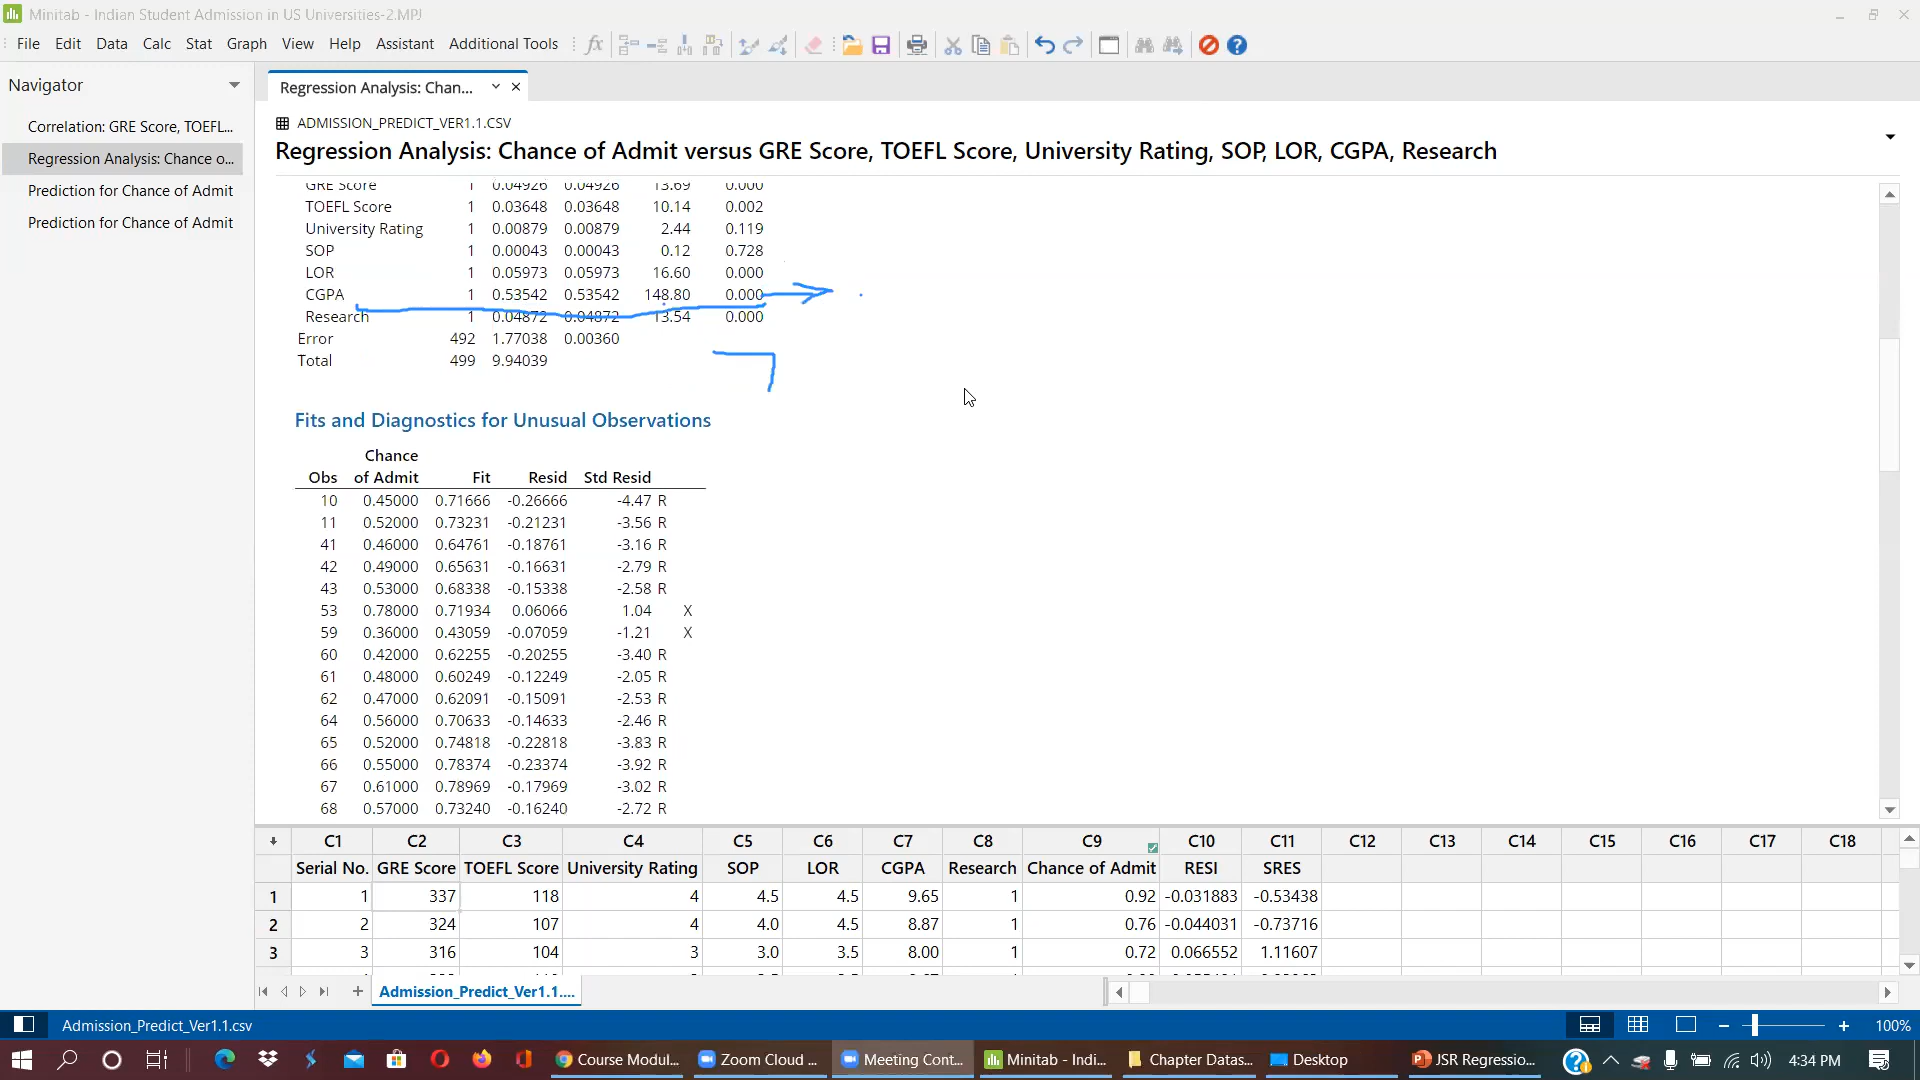 Minitab - Indian Student Admission in US Universities-2.MPJ
File Edit Data Calc Stat Graph View Help Assistant Additional Tools
Navigator
Correlation: GRE Score, TOEFL...
Regression Analysis: Chance o...
Prediction for Chance of Admit
Prediction for Chance of Admit
Regression Analysis: Chan...
ADMISSION_PREDICT_VER1.1.CSV
Regression Analysis: Chance of Admit versus GRE Score, TOEFL Score, University Rating, SOP, LOR, CGPA, Research
GRE Score 1 0.04926 0.04926 13.69 0.000
TOEFL Score 1 0.03648 0.03648 10.14 0.002
University Rating 1 0.00879 0.00879 2.44 0.119
SOP 1 0.00043 0.00043 0.12 0.728
LOR 1 0.05973 0.05973 16.60 0.000
CGPA 1 0.53542 0.53542 148.80 0.000
Research 1 0.04872 0.04872 13.54 0.000
Error 492 1.77038 0.00360
Total 499 9.94039
Fits and Diagnostics for Unusual Observations
Chance
Obs of Admit Fit Resid Std Resid
10 0.45000 0.71666 -0.26666 -4.47 R
11 0.52000 0.73231 -0.21231 -3.56 R
41 0.46000 0.64761 -0.18761 -3.16 R
42 0.49000 0.65631 -0.16631 -2.79 R
43 0.53000 0.68338 -0.15338 -2.58 R
53 0.78000 0.71934 0.06066 1.04 X
59 0.36000 0.43059 -0.07059 -1.21 X
60 0.42000 0.62255 -0.20255 -3.40 R
61 0.48000 0.60249 -0.12249 -2.05 R
62 0.47000 0.62091 -0.15091 -2.53 R
64 0.56000 0.70633 -0.14633 -2.46 R
65 0.52000 0.74818 -0.22818 -3.83 R
66 0.55000 0.78374 -0.23374 -3.92 R
67 0.61000 0.78969 -0.17969 -3.02 R
68 0.57000 0.73240 -0.16240 -2.72 R
C1 C2 C3 C4 C5 C6 C7 C8 C9 C10 C11 C12 C13 C14 C15 C16 C17 C18
Serial No. GRE Score TOEFL Score University Rating SOP LOR CGPA Research Chance of Admit RESI SRES
1 1 337 118 4 4.5 4.5 9.65 1 0.92 -0.031883 -0.53438
2 2 324 107 4 4.0 4.5 8.87 1 0.76 -0.044031 -0.73716
3 3 316 104 3 3.0 3.5 8.00 1 0.72 0.066552 1.11607
Admission_Predict_Ver1.1....
Admission_Predict_Ver1.1.csv
100%
Course Modul... Zoom Cloud ... Meeting Cont... Minitab - Indi... Chapter Datas... Desktop JSR Regressio... 4:34 PM